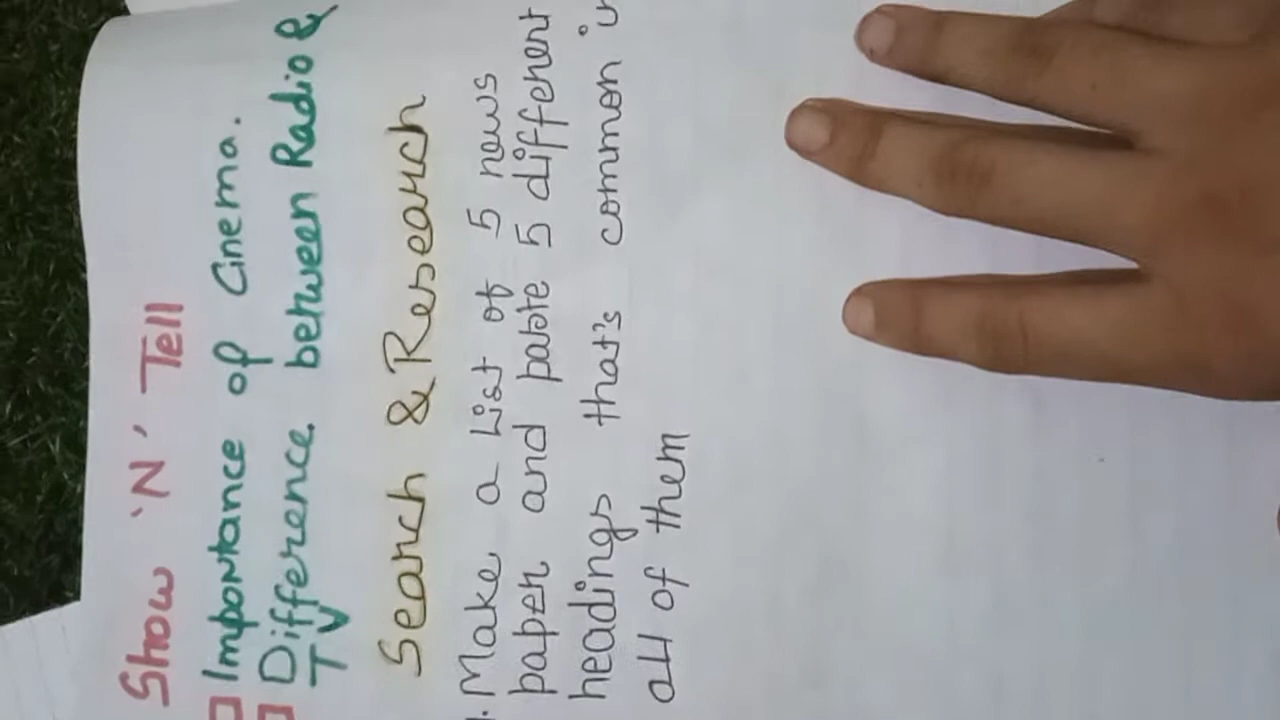 Show 'N' Tell
Importance of Cinema.
Difference between Radio &
TV
Search & Research
Make a List of 5 news
paper and paste 5 different
headings that's common in
all of them